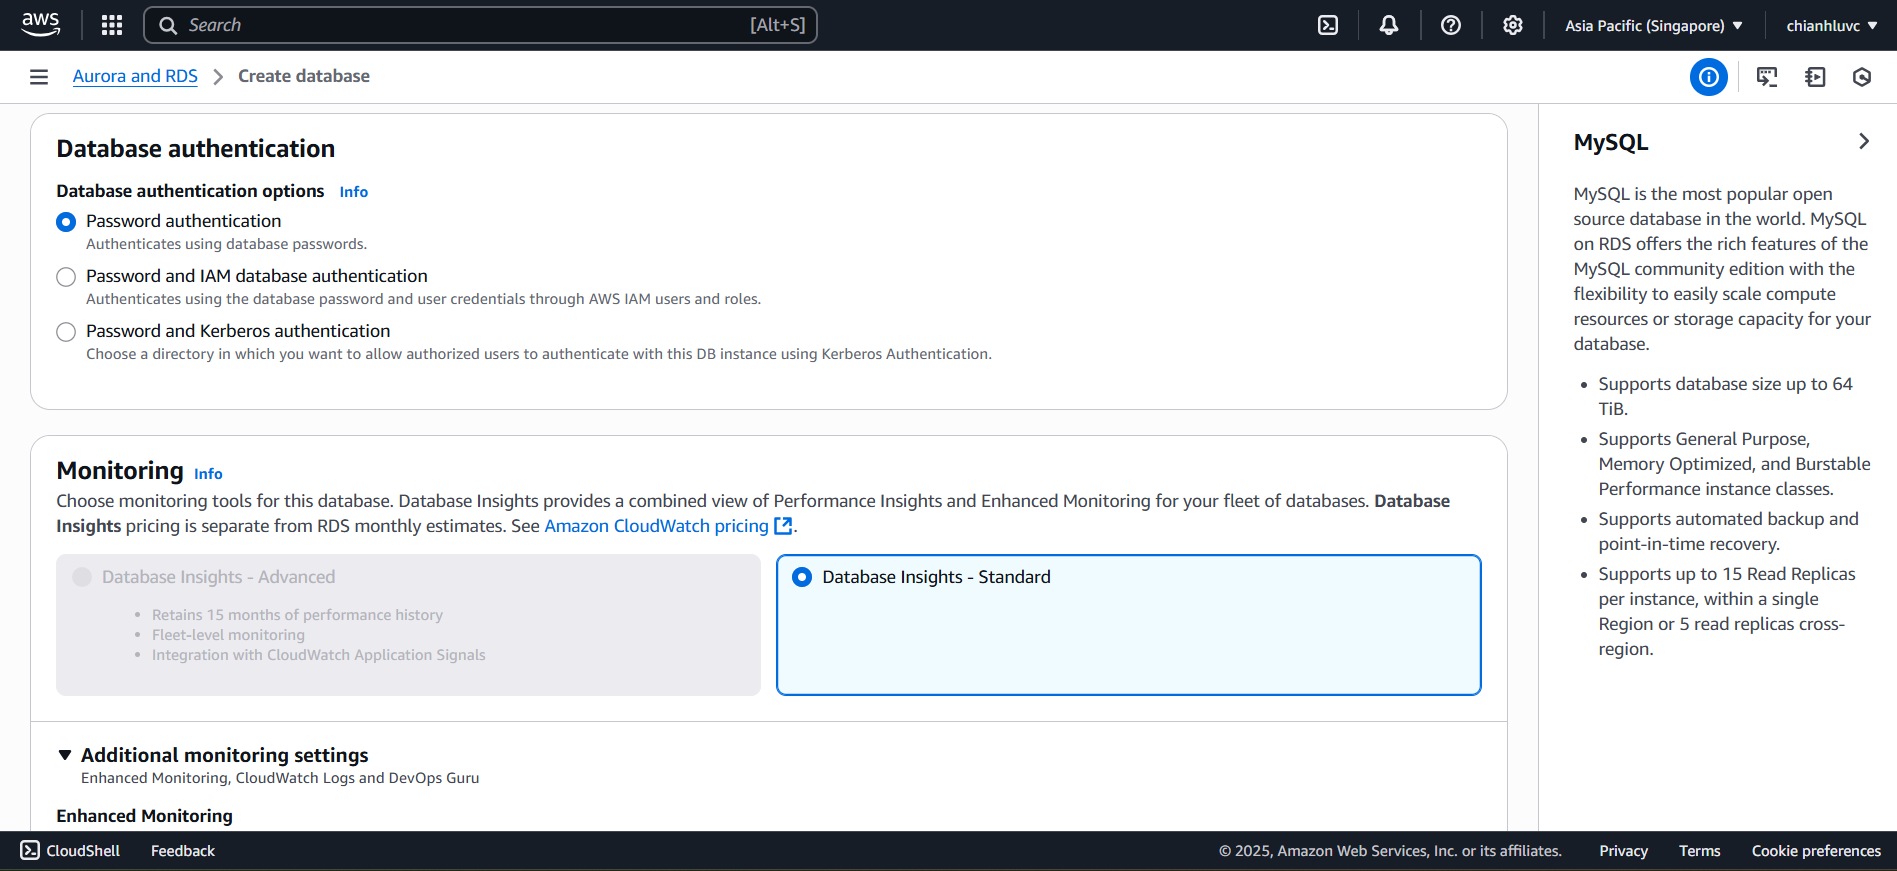 aws
Search [Alt+S]
Asia Pacific (Singapore)
chianhluvc
Aurora and RDS
Create database
Database authentication
Database authentication options Info
Password authentication
Authenticates using database passwords.
Password and IAM database authentication
Authenticates using the database password and user credentials through AWS IAM users and roles.
Password and Kerberos authentication
Choose a directory in which you want to allow authorized users to authenticate with this DB instance using Kerberos Authentication.
Monitoring Info
Choose monitoring tools for this database. Database Insights provides a combined view of Performance Insights and Enhanced Monitoring for your fleet of databases. Database
Insights pricing is separate from RDS monthly estimates. See Amazon CloudWatch pricing.
Database Insights - Advanced
• Retains 15 months of performance history
• Fleet-level monitoring
• Integration with CloudWatch Application Signals
Database Insights - Standard
Additional monitoring settings
Enhanced Monitoring, CloudWatch Logs and DevOps Guru
Enhanced Monitoring
MySQL
MySQL is the most popular open
source database in the world. MySQL
on RDS offers the rich features of the
MySQL community edition with the
flexibility to easily scale compute
resources or storage capacity for your
database.
• Supports database size up to 64
TiB.
• Supports General Purpose,
Memory Optimized, and Burstable
Performance instance classes.
• Supports automated backup and
point-in-time recovery.
• Supports up to 15 Read Replicas
per instance, within a single
Region or 5 read replicas cross-
region.
CloudShell
Feedback
© 2025, Amazon Web Services, Inc. or its affiliates.
Privacy
Terms
Cookie preferences